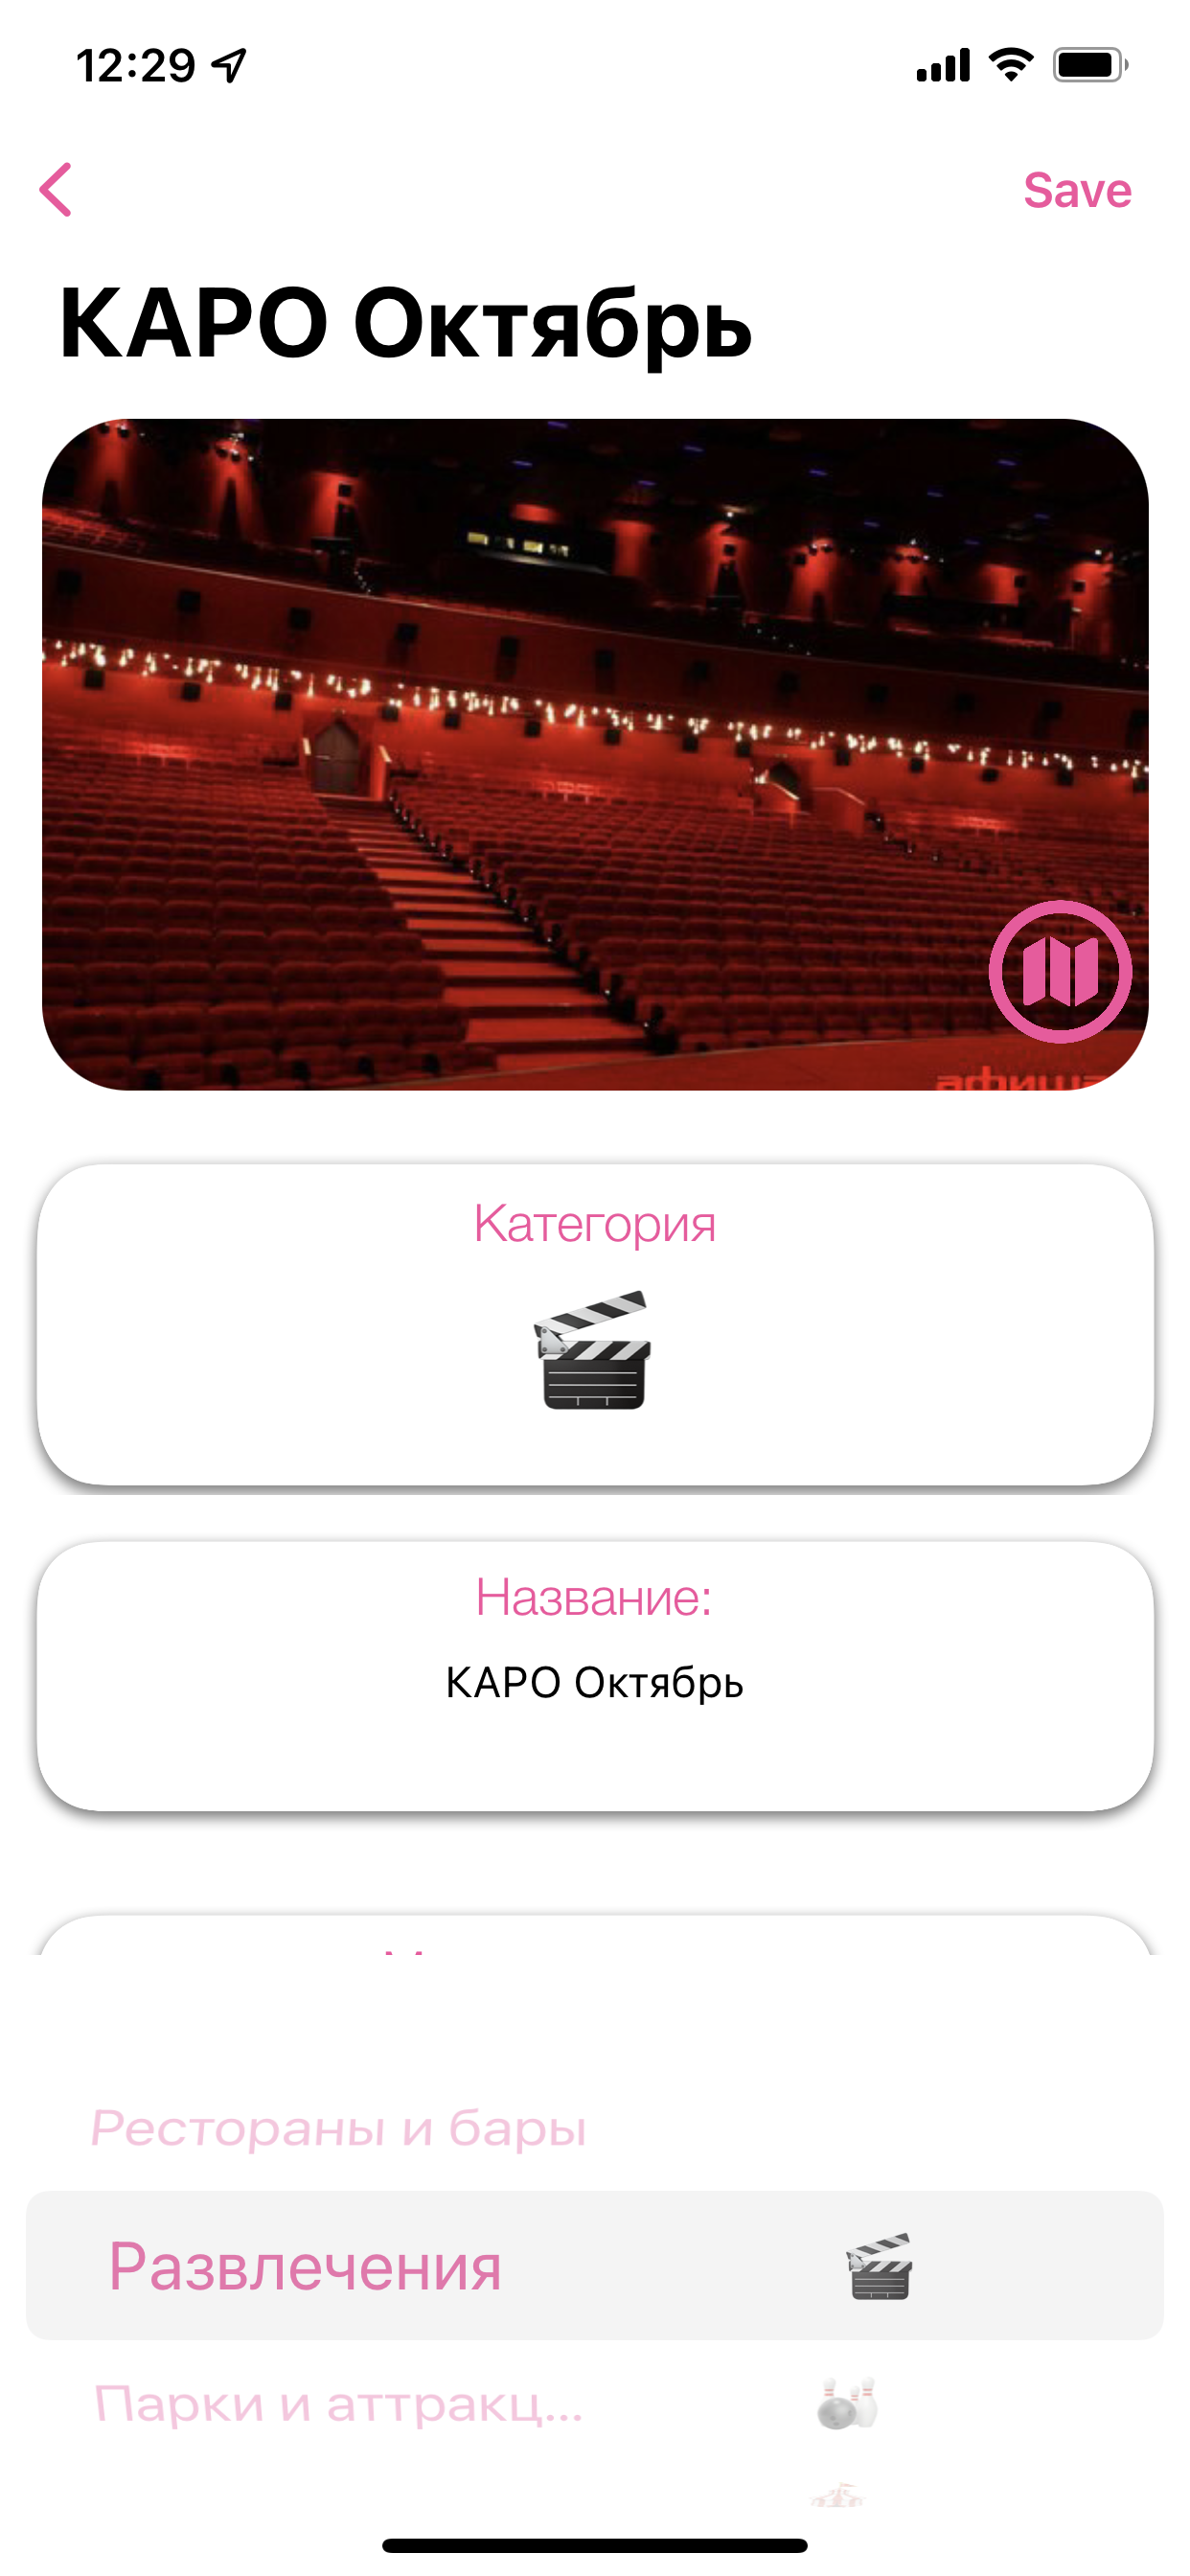 12:29
Save
КАРО Октябрь
афиша
Категория
Название:
КАРО Октябрь
Рестораны и бары
Развлечения
Парки и аттракц...